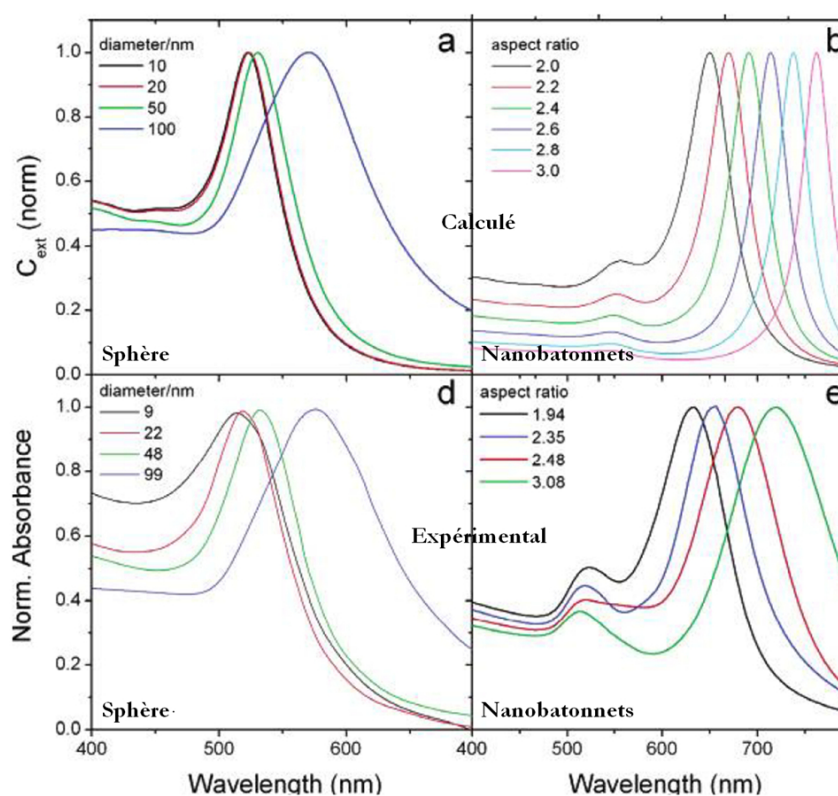 diameter/nm
10
20
50
100
a
aspect ratio
2.0
2.2
2.4
2.6
2.8
3.0
b
1.0
0.8
0.6
0.4
0.2
0.0
C_ext (norm)
Calculé
Sphère
Nanobatonnets
diameter/nm
9
22
48
99
d
aspect ratio
1.94
2.35
2.48
3.08
e
1.0
0.8
0.6
0.4
0.2
0.0
Norm. Absorbance
Expérimental
Sphère
Nanobatonnets
400 500 600 400 500 600 700
Wavelength (nm) Wavelength (nm)